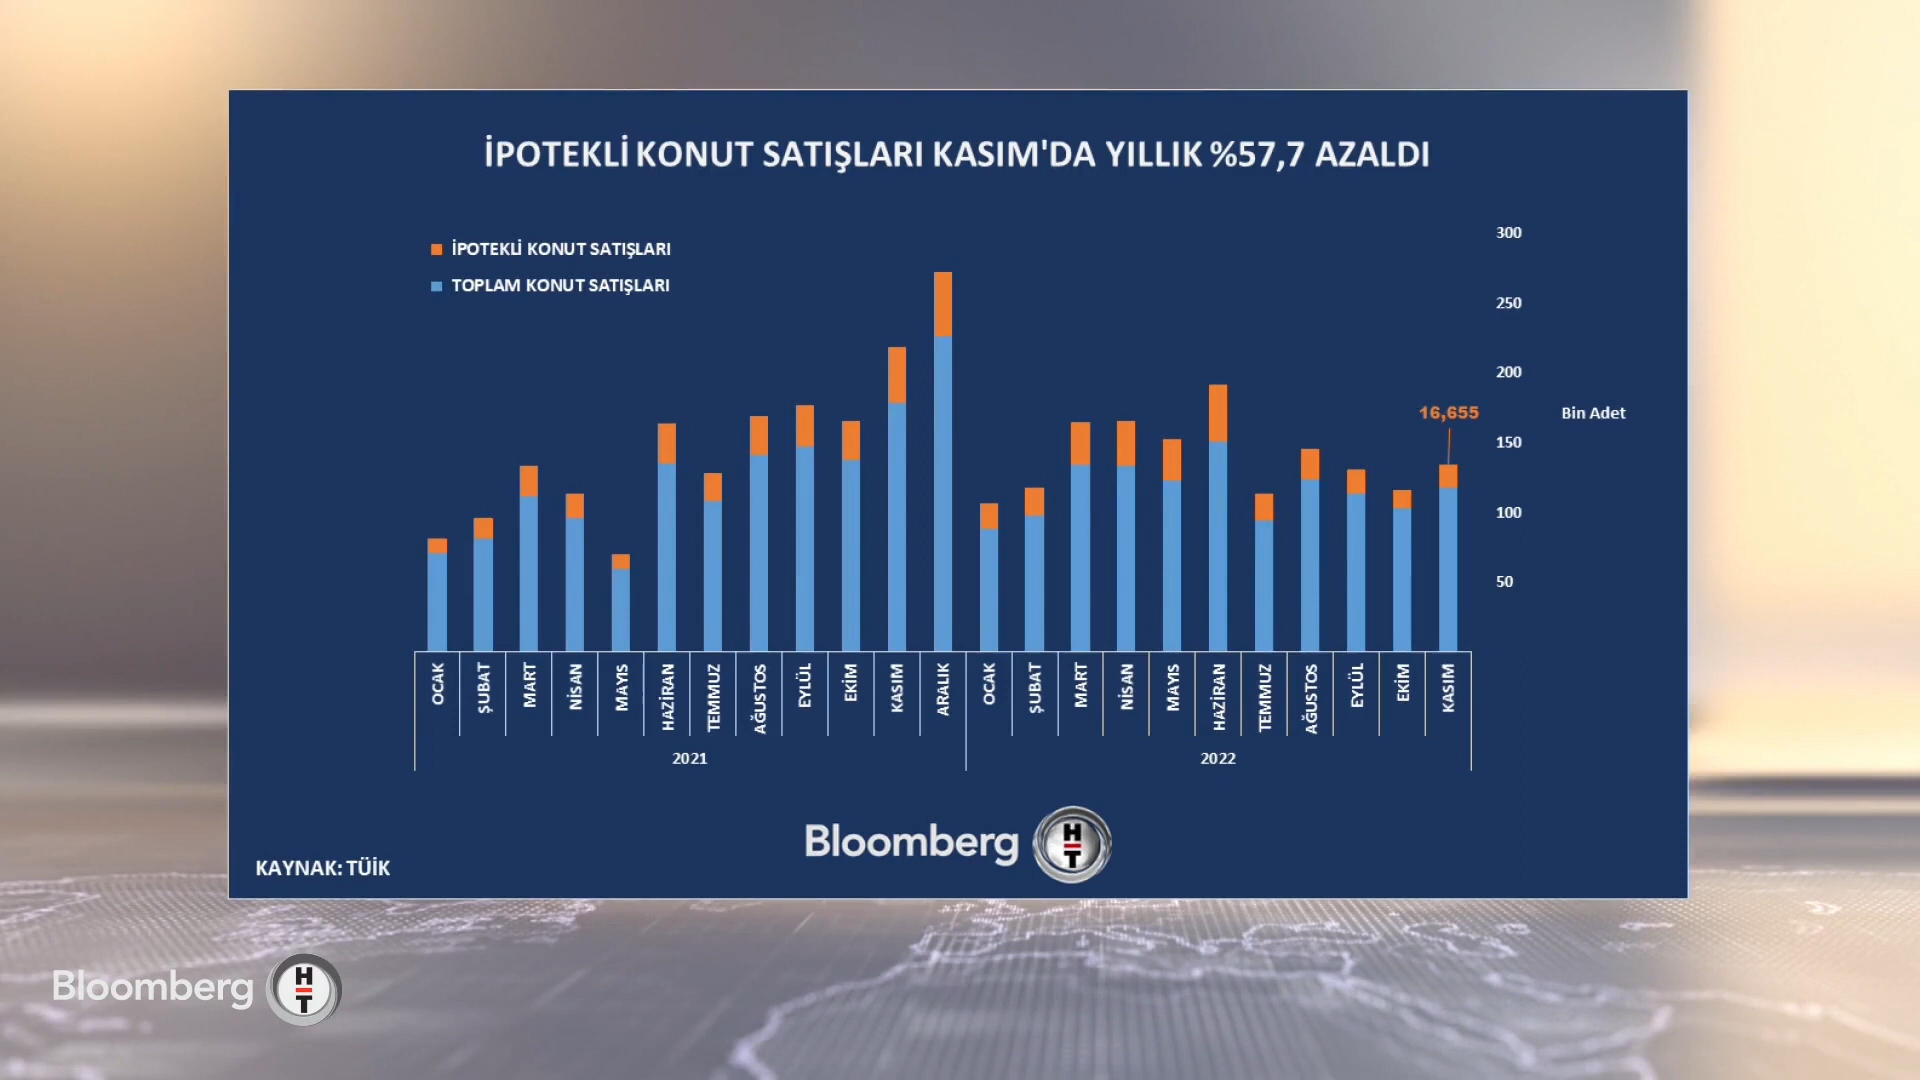 İPOTEKLİ KONUT SATIŞLARI KASIM'DA YILLIK %57,7 AZALDI
İPOTEKLİ KONUT SATIŞLARI
TOPLAM KONUT SATIŞLARI
300
250
200
150
100
50
16,655
Bin Adet
OCAK
ŞUBAT
MART
NİSAN
MAYIS
HAZİRAN
TEMMUZ
AĞUSTOS
EYLÜL
EKİM
KASIM
ARALIK
OCAK
ŞUBAT
MART
NİSAN
MAYIS
HAZİRAN
TEMMUZ
AĞUSTOS
EYLÜL
EKİM
KASIM
2021
2022
Bloomberg HT
KAYNAK: TÜİK
Bloomberg HT